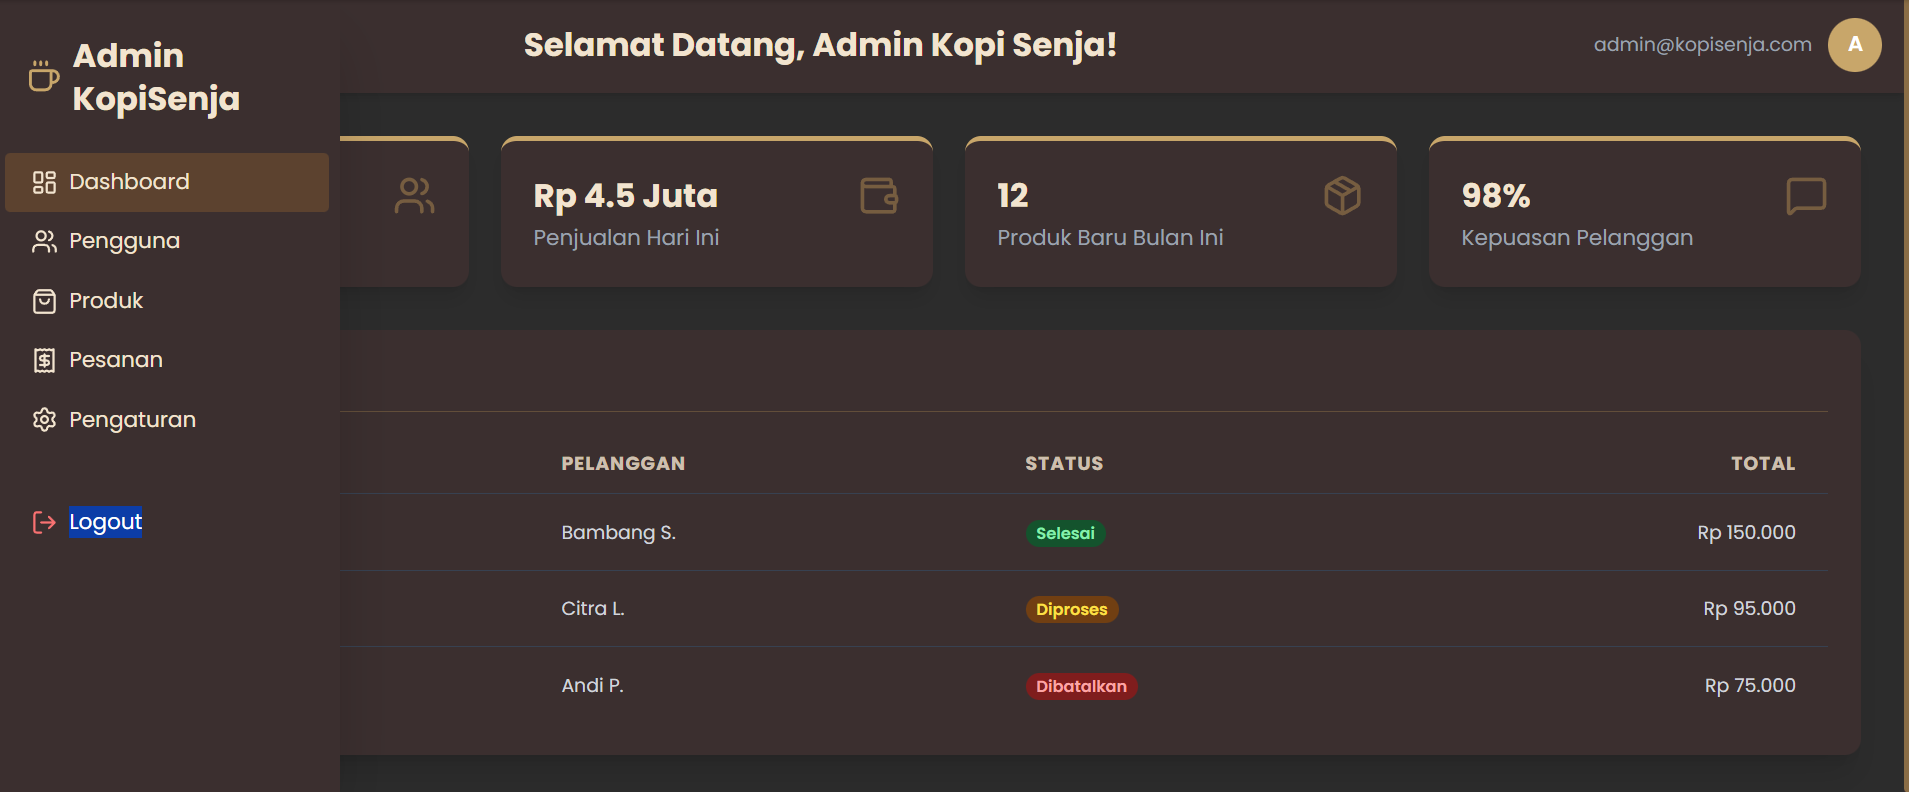 Admin
KopiSenja
Dashboard
Pengguna
Produk
Pesanan
Pengaturan
Logout
Selamat Datang, Admin Kopi Senja!
admin@kopisenja.com
A
Rp 4.5 Juta
Penjualan Hari Ini
12
Produk Baru Bulan Ini
98%
Kepuasan Pelanggan
PELANGGAN STATUS TOTAL
Bambang S. Selesai Rp 150.000
Citra L. Diproses Rp 95.000
Andi P. Dibatalkan Rp 75.000